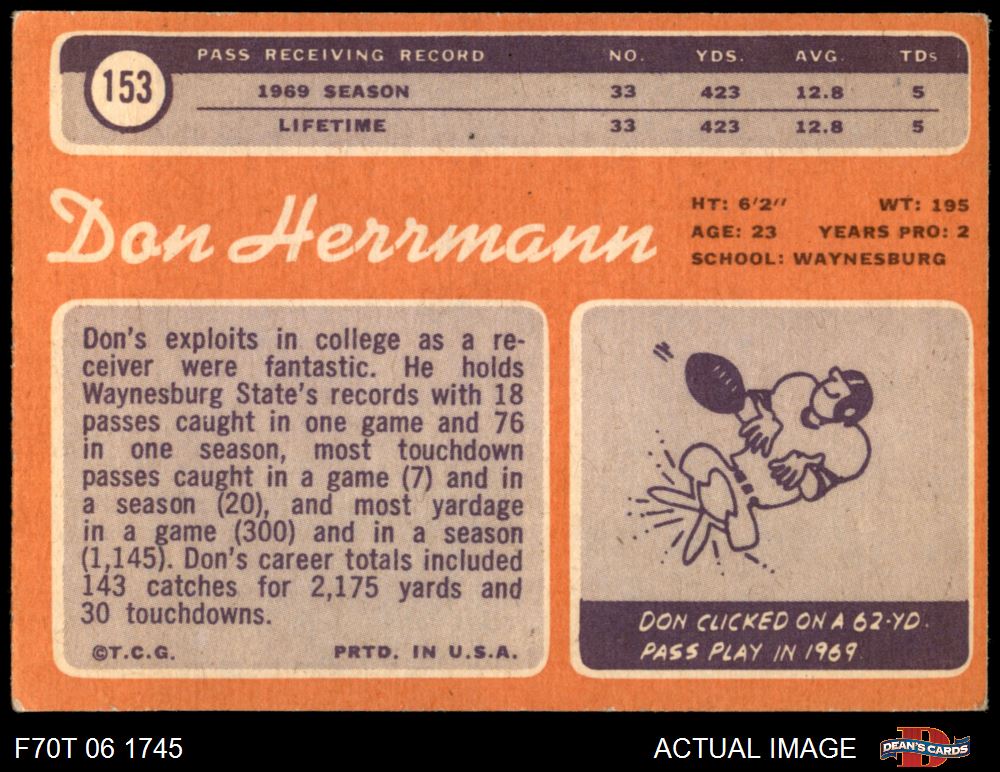 153
PASS RECEIVING RECORD NO. YDS. AVG. TDs
1969 SEASON 33 423 12.8 5
LIFETIME 33 423 12.8 5
Don Herrmann
HT: 6'2" WT: 195
AGE: 23 YEARS PRO: 2
SCHOOL: WAYNESBURG
Don's exploits in college as a re-
ceiver were fantastic. He holds
Waynesburg State's records with 18
passes caught in one game and 76
in one season, most touchdown
passes caught in a game (7) and in
a season (20), and most yardage
in a game (300) and in a season
(1,145). Don's career totals included
143 catches for 2,175 yards and
30 touchdowns.
©T.C.G. PRTD. IN U.S.A.
DON CLICKED ON A 62-YD.
PASS PLAY IN 1969
F70T 06 1745 ACTUAL IMAGE D DEAN'S CARDS